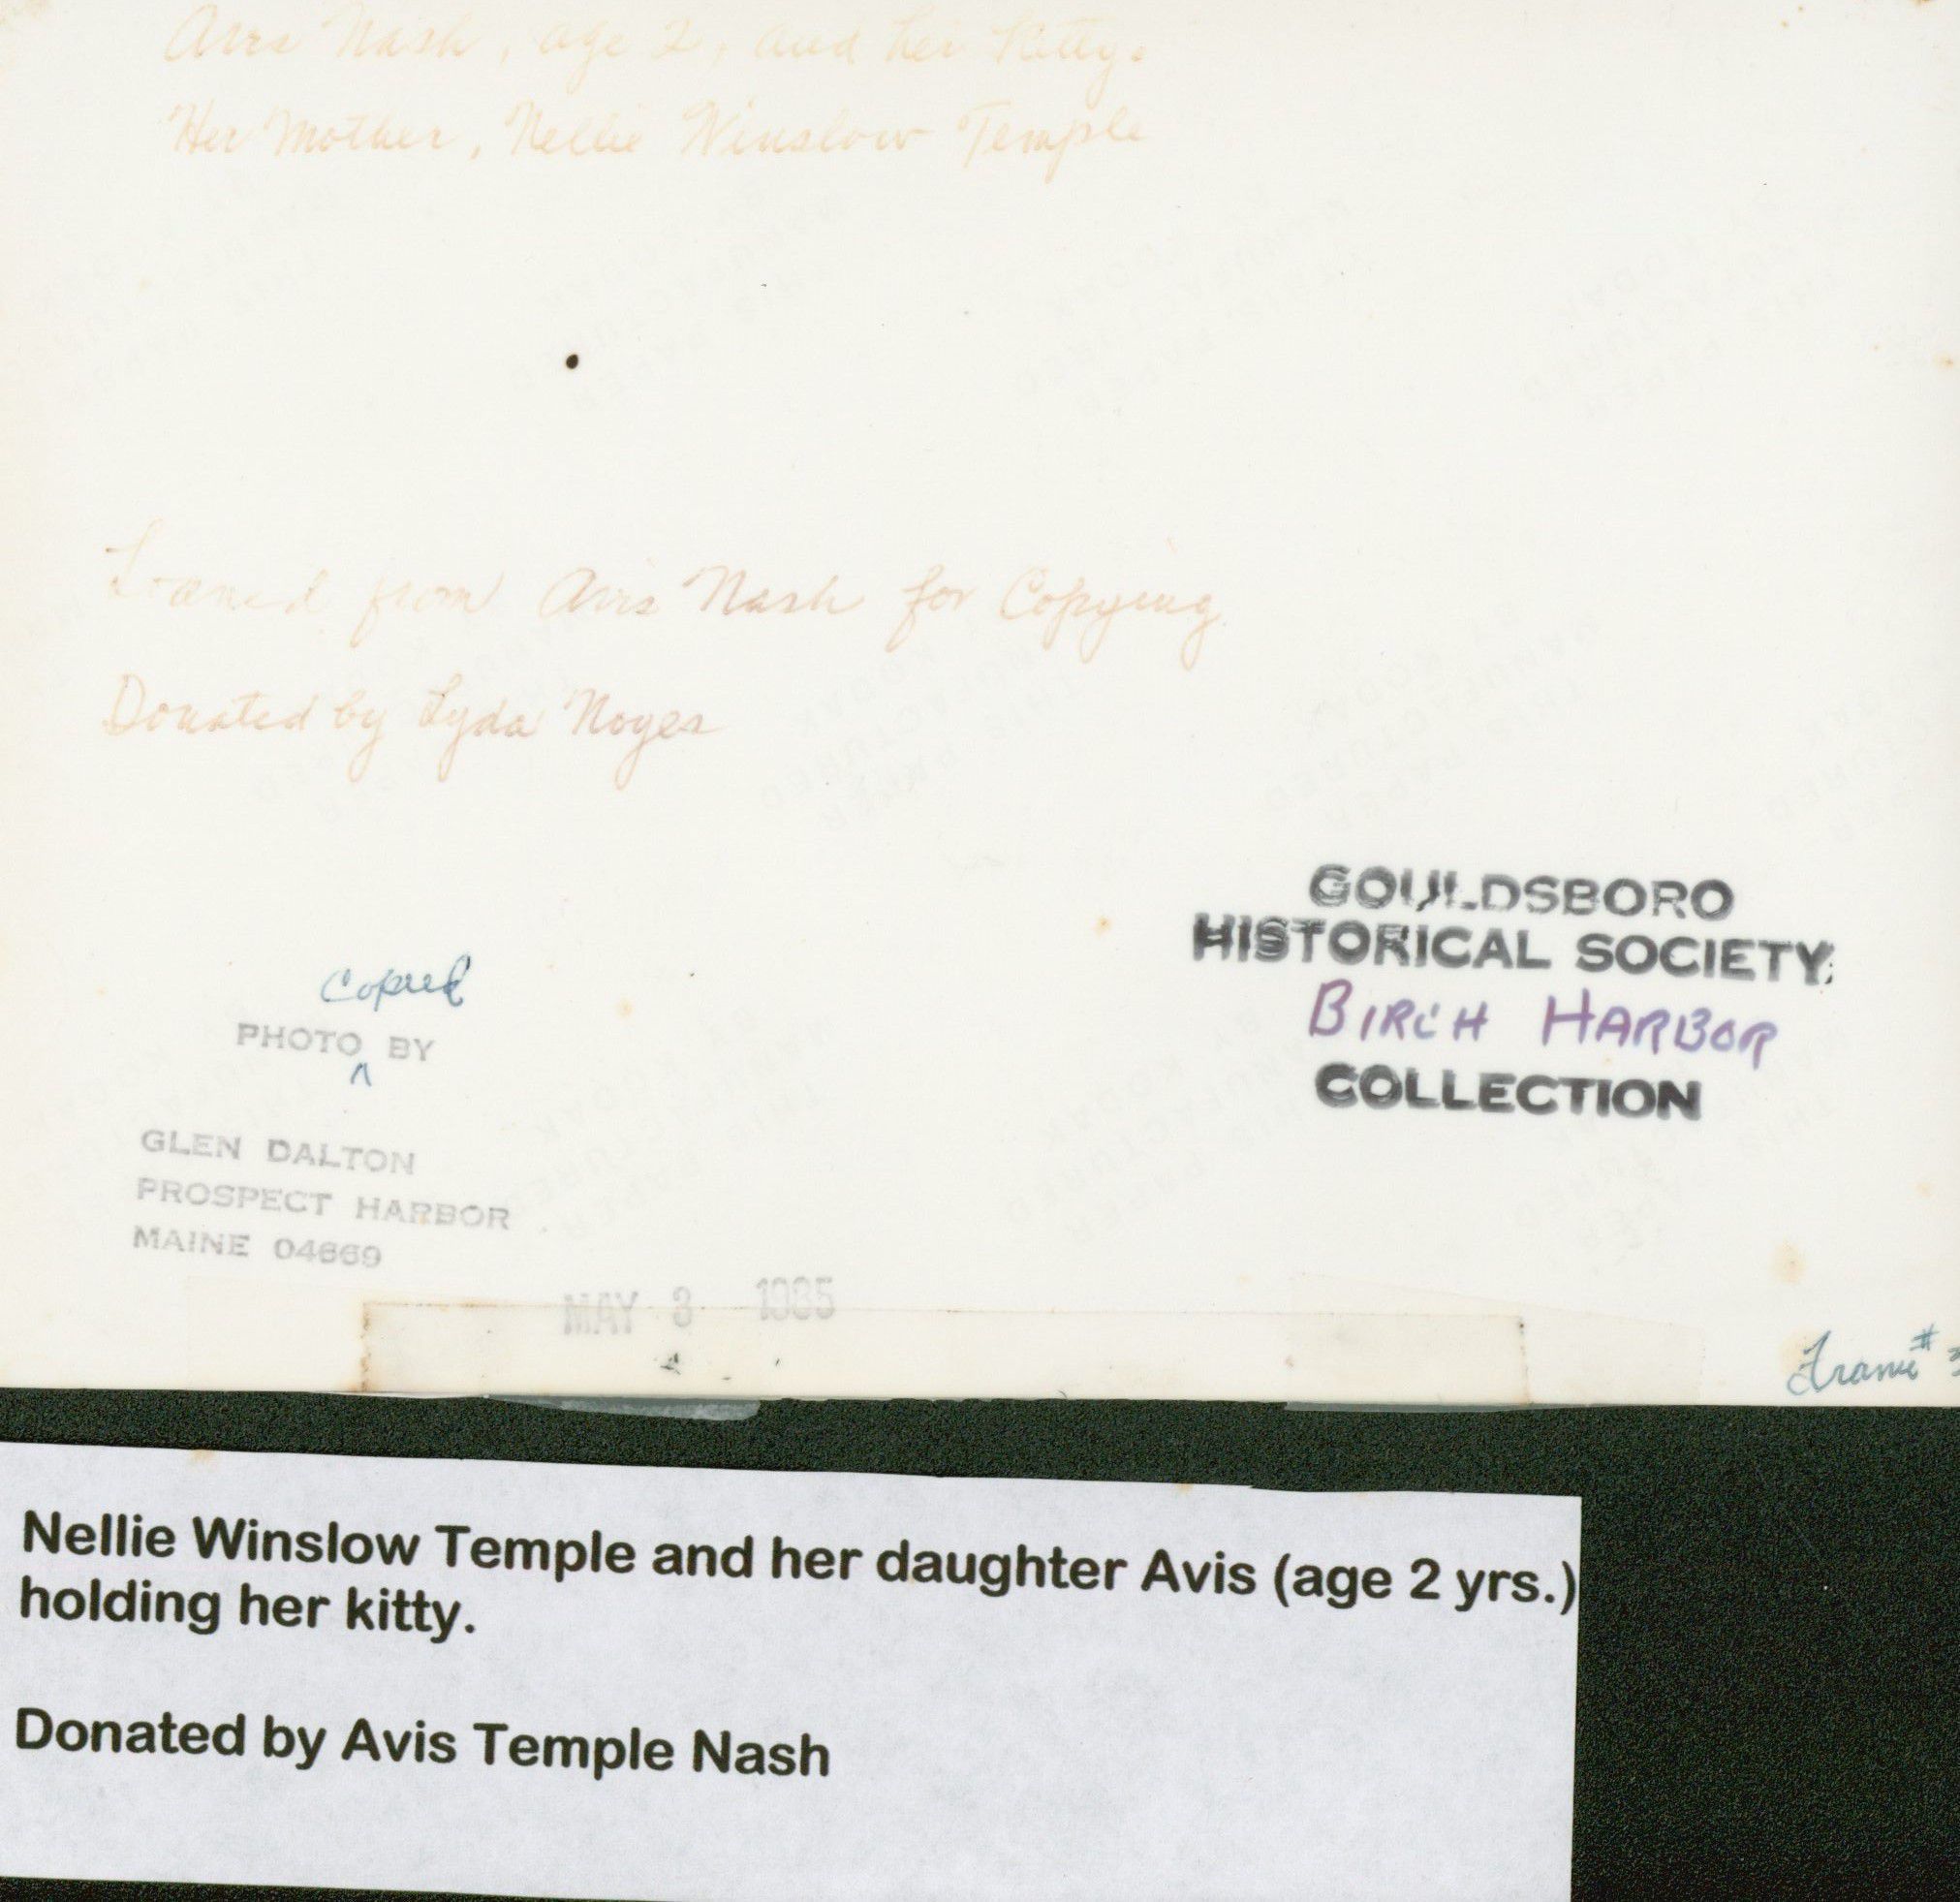 Avis Nash, age 2, and her Kitty.
Her Mother, Nellie Winslow Temple
Loaned from Avis Nash for Copying
Donated by Lyda Noyes
GOULDSBORO
HISTORICAL SOCIETY
BIRCH HARBOR
COLLECTION
Copied
PHOTO ^ BY
GLEN DALTON
PROSPECT HARBOR
MAINE 04669
MAY 3 1985
Frame #
Nellie Winslow Temple and her daughter Avis (age 2 yrs.)
holding her kitty.
Donated by Avis Temple Nash